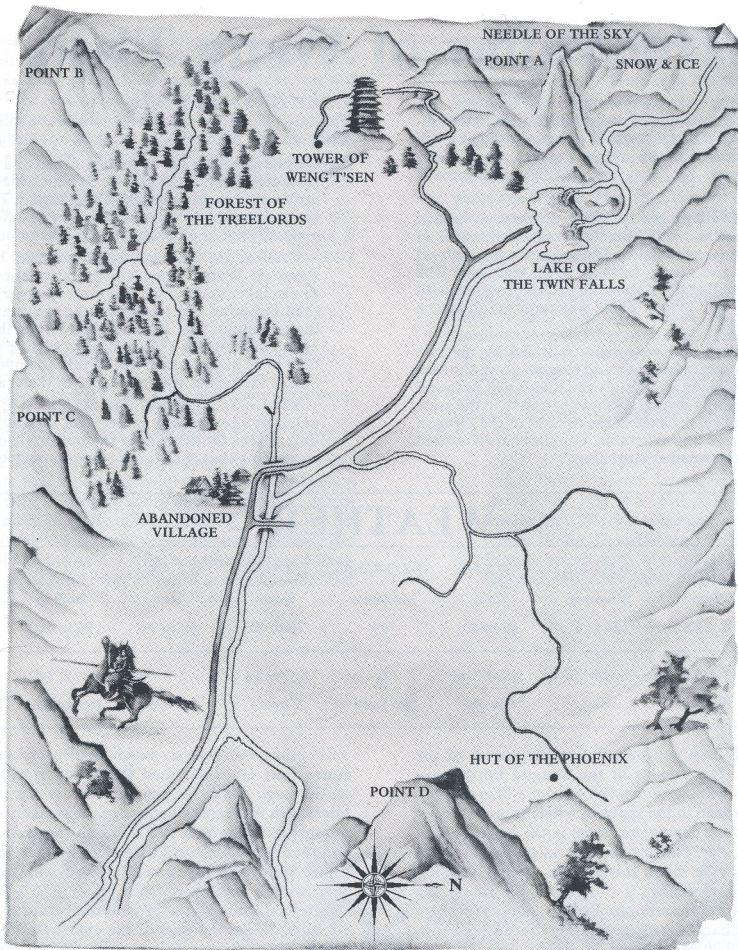 NEEDLE OF THE SKY
POINT A
SNOW & ICE
POINT B
TOWER OF
WENG T'SEN
FOREST OF
THE TREELORDS
LAKE OF
THE TWIN FALLS
POINT C
ABANDONED
VILLAGE
HUT OF THE PHOENIX
POINT D
N